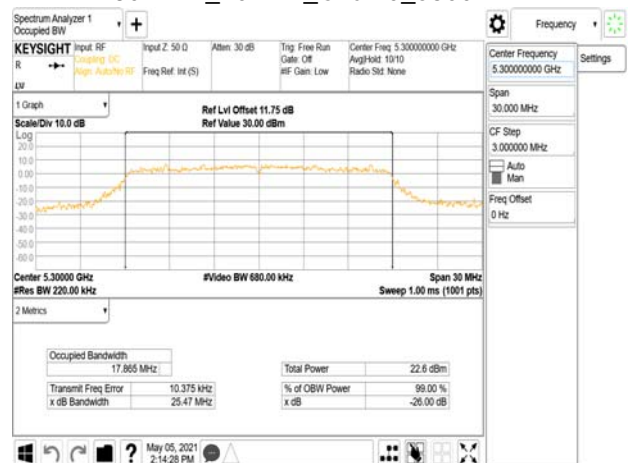 Spectrum Analyzer 1
Occupied BW
+
Frequency
KEYSIGHT
R
LV
Input: RF
Coupling: DC
Align: Auto/No RF
Input Z: 50 Ω
Freq Ref: Int (S)
Atten: 30 dB
Trig: Free Run
Gate: Off
#IF Gain: Low
Center Freq: 5.300000000 GHz
Avg|Hold: 10/10
Radio Std: None
Center Frequency
5.300000000 GHz
Settings
Span
30.000 MHz
CF Step
3.000000 MHz
Auto
Man
Freq Offset
0 Hz
1 Graph
Scale/Div 10.0 dB
Ref Lvl Offset 11.75 dB
Ref Value 30.00 dBm
Log
20.0
10.0
0.00
-10.0
-20.0
-30.0
-40.0
-50.0
-60.0
Center 5.30000 GHz
#Res BW 220.00 kHz
#Video BW 680.00 kHz
Span 30 MHz
Sweep 1.00 ms (1001 pts)
2 Metrics
Occupied Bandwidth
17.865 MHz
Total Power 22.6 dBm
Transmit Freq Error 10.375 kHz
% of OBW Power 99.00 %
x dB Bandwidth 25.47 MHz
x dB -26.00 dB
?
May 05, 2021
2:14:28 PM